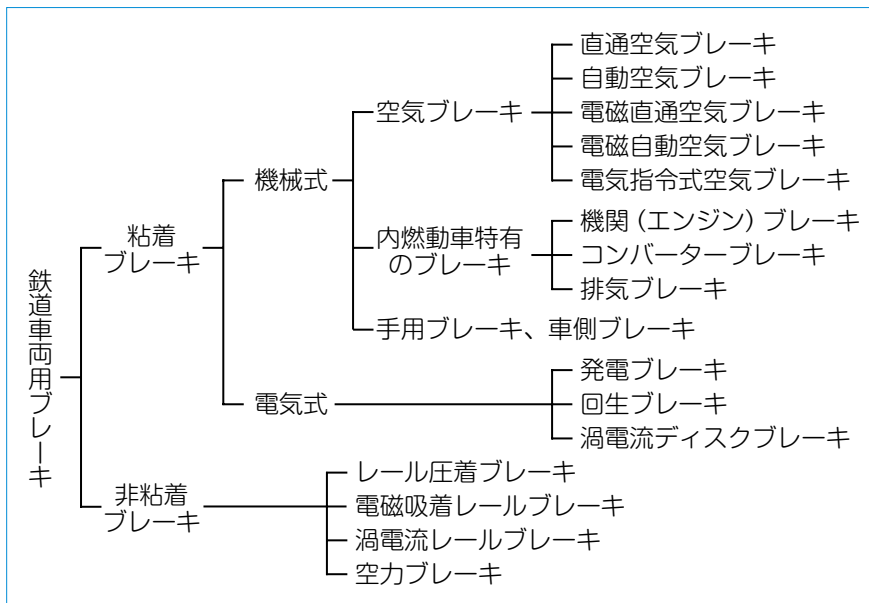 鉄道車両用ブレーキ
粘着
ブレーキ
機械式
空気ブレーキ
直通空気ブレーキ
自動空気ブレーキ
電磁直通空気ブレーキ
電磁自動空気ブレーキ
電気指令式空気ブレーキ
内燃動車特有
のブレーキ
機関（エンジン）ブレーキ
コンバーターブレーキ
排気ブレーキ
手用ブレーキ、車側ブレーキ
電気式
発電ブレーキ
回生ブレーキ
渦電流ディスクブレーキ
非粘着
ブレーキ
レール圧着ブレーキ
電磁吸着レールブレーキ
渦電流レールブレーキ
空力ブレーキ